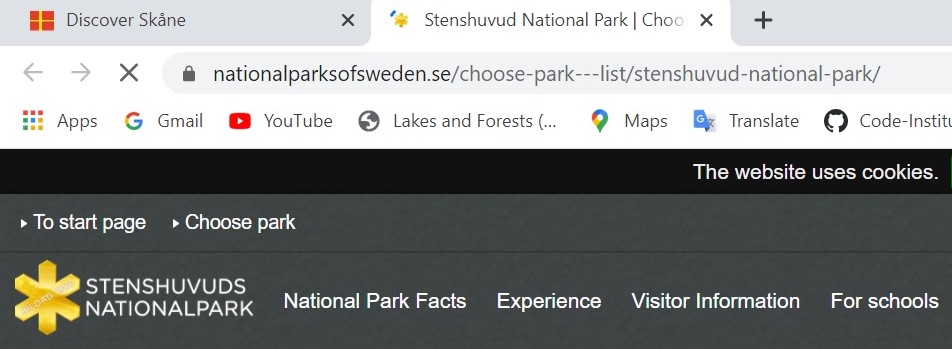 Discover Skåne
Stenshuvud National Park | Choo
nationalparksofsweden.se/choose-park---list/stenshuvud-national-park/
Apps Gmail YouTube Lakes and Forests (... Maps Translate Code-Institu
The website uses cookies.
To start page Choose park
STENSHUVUDS
NATIONALPARK
National Park Facts Experience Visitor Information For schools